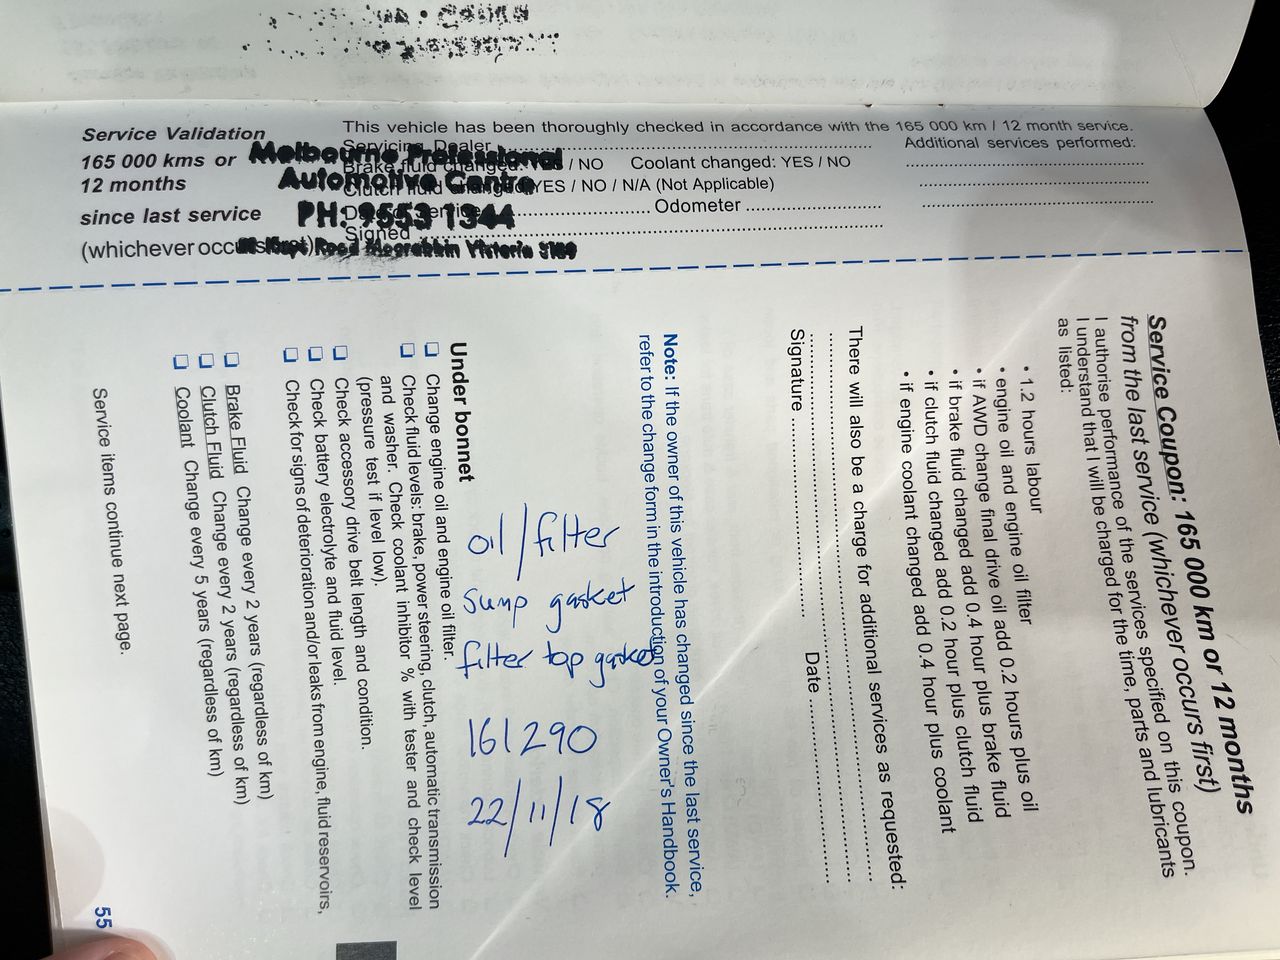 Service Validation
165 000 kms or
12 months
since last service
(whichever occurs first)
This vehicle has been thoroughly checked in accordance with the 165 000 km / 12 month service.
Servicing Dealer
Brake fluid changed: YES / NO Coolant changed: YES / NO
Clutch fluid changed: YES / NO / N/A (Not Applicable)
Odometer
Signed
Additional services performed:
Melbourne Professional
Automotive Centre
PH: 9553 1344
Road Moorabbin Victoria 3189
Service Coupon: 165 000 km or 12 months
from the last service (whichever occurs first)
I authorise performance of the services specified on this coupon.
I understand that I will be charged for the time, parts and lubricants
as listed:
• 1.2 hours labour
• engine oil and engine oil filter
• if AWD change final drive oil add 0.2 hours plus oil
• if brake fluid changed add 0.4 hour plus brake fluid
• if clutch fluid changed add 0.2 hour plus clutch fluid
• if engine coolant changed add 0.4 hour plus coolant
There will also be a charge for additional services as requested:
Signature Date
Note: If the owner of this vehicle has changed since the last service,
refer to the change form in the introduction of your Owner's Handbook.
oil/filter
sump gasket
filter top gasket
161290
22/11/18
Under bonnet
❑ Change engine oil and engine oil filter.
❑ Check fluid levels: brake, power steering, clutch, automatic transmission
and washer. Check coolant inhibitor % with tester and check level
(pressure test if level low).
❑ Check accessory drive belt length and condition.
❑ Check battery electrolyte and fluid level.
❑ Check for signs of deterioration and/or leaks from engine, fluid reservoirs,
❑ Brake Fluid Change every 2 years (regardless of km)
❑ Clutch Fluid Change every 2 years (regardless of km)
❑ Coolant Change every 5 years (regardless of km)
Service items continue next page.
55